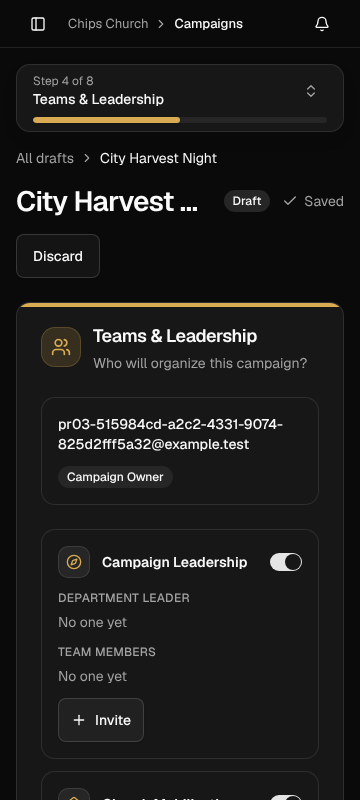 Chips Church > Campaigns
Step 4 of 8
Teams & Leadership
All drafts > City Harvest Night
City Harvest ...
Draft
Saved
Discard
Teams & Leadership
Who will organize this campaign?
pr03-515984cd-a2c2-4331-9074-
825d2fff5a32@example.test
Campaign Owner
Campaign Leadership
DEPARTMENT LEADER
No one yet
TEAM MEMBERS
No one yet
+ Invite